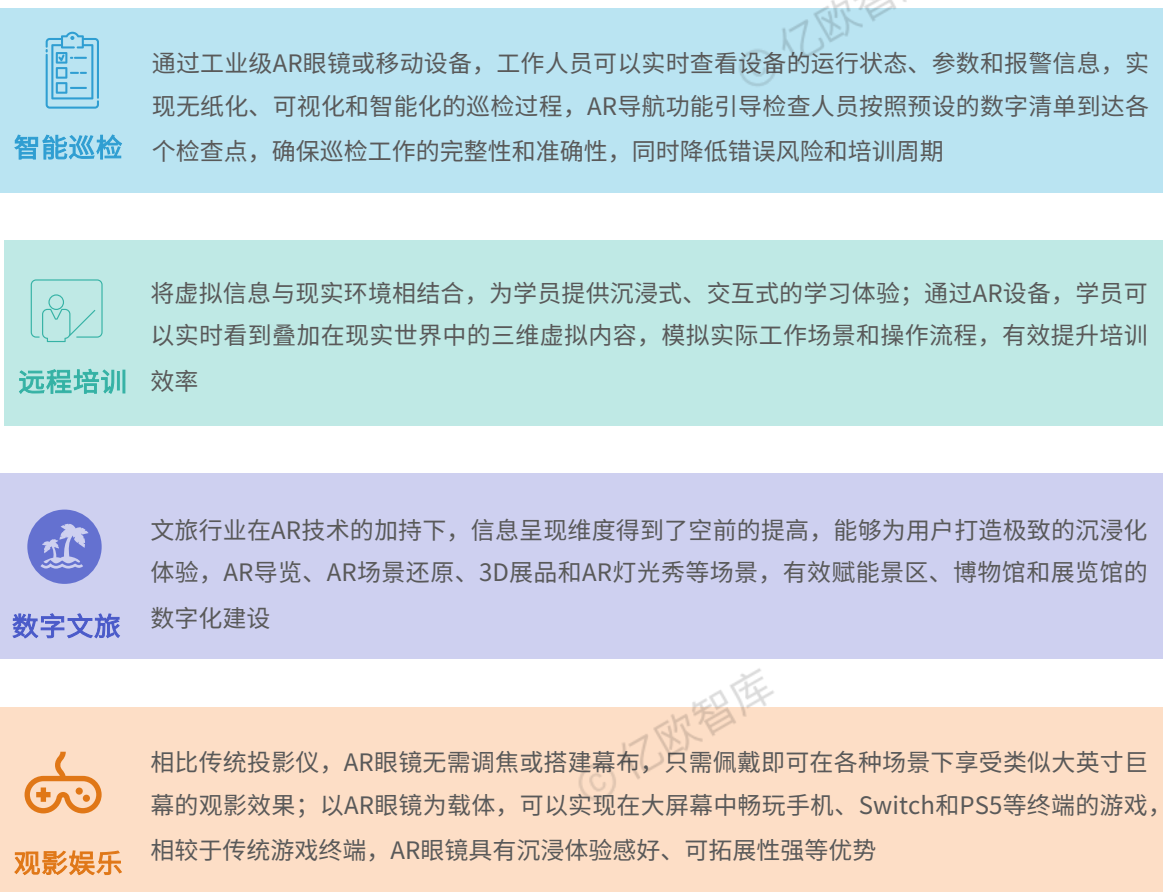 © 亿欧智
通过工业级AR眼镜或移动设备，工作人员可以实时查看设备的运行状态、参数和报警信息，实
现无纸化、可视化和智能化的巡检过程，AR导航功能引导检查人员按照预设的数字清单到达各
智能巡检
个检查点，确保巡检工作的完整性和准确性，同时降低错误风险和培训周期
将虚拟信息与现实环境相结合，为学员提供沉浸式、交互式的学习体验；通过AR设备，学员可
以实时看到叠加在现实世界中的三维虚拟内容，模拟实际工作场景和操作流程，有效提升培训
远程培训
效率
文旅行业在AR技术的加持下，信息呈现维度得到了空前的提高，能够为用户打造极致的沉浸化
体验，AR导览、AR场景还原、3D展品和AR灯光秀等场景，有效赋能景区、博物馆和展览馆的
数字文旅
数字化建设
© 亿欧智库
相比传统投影仪，AR眼镜无需调焦或搭建幕布，只需佩戴即可在各种场景下享受类似大英寸巨
幕的观影效果；以AR眼镜为载体，可以实现在大屏幕中畅玩手机、Switch和PS5等终端的游戏，
观影娱乐
相较于传统游戏终端，AR眼镜具有沉浸体验感好、可拓展性强等优势